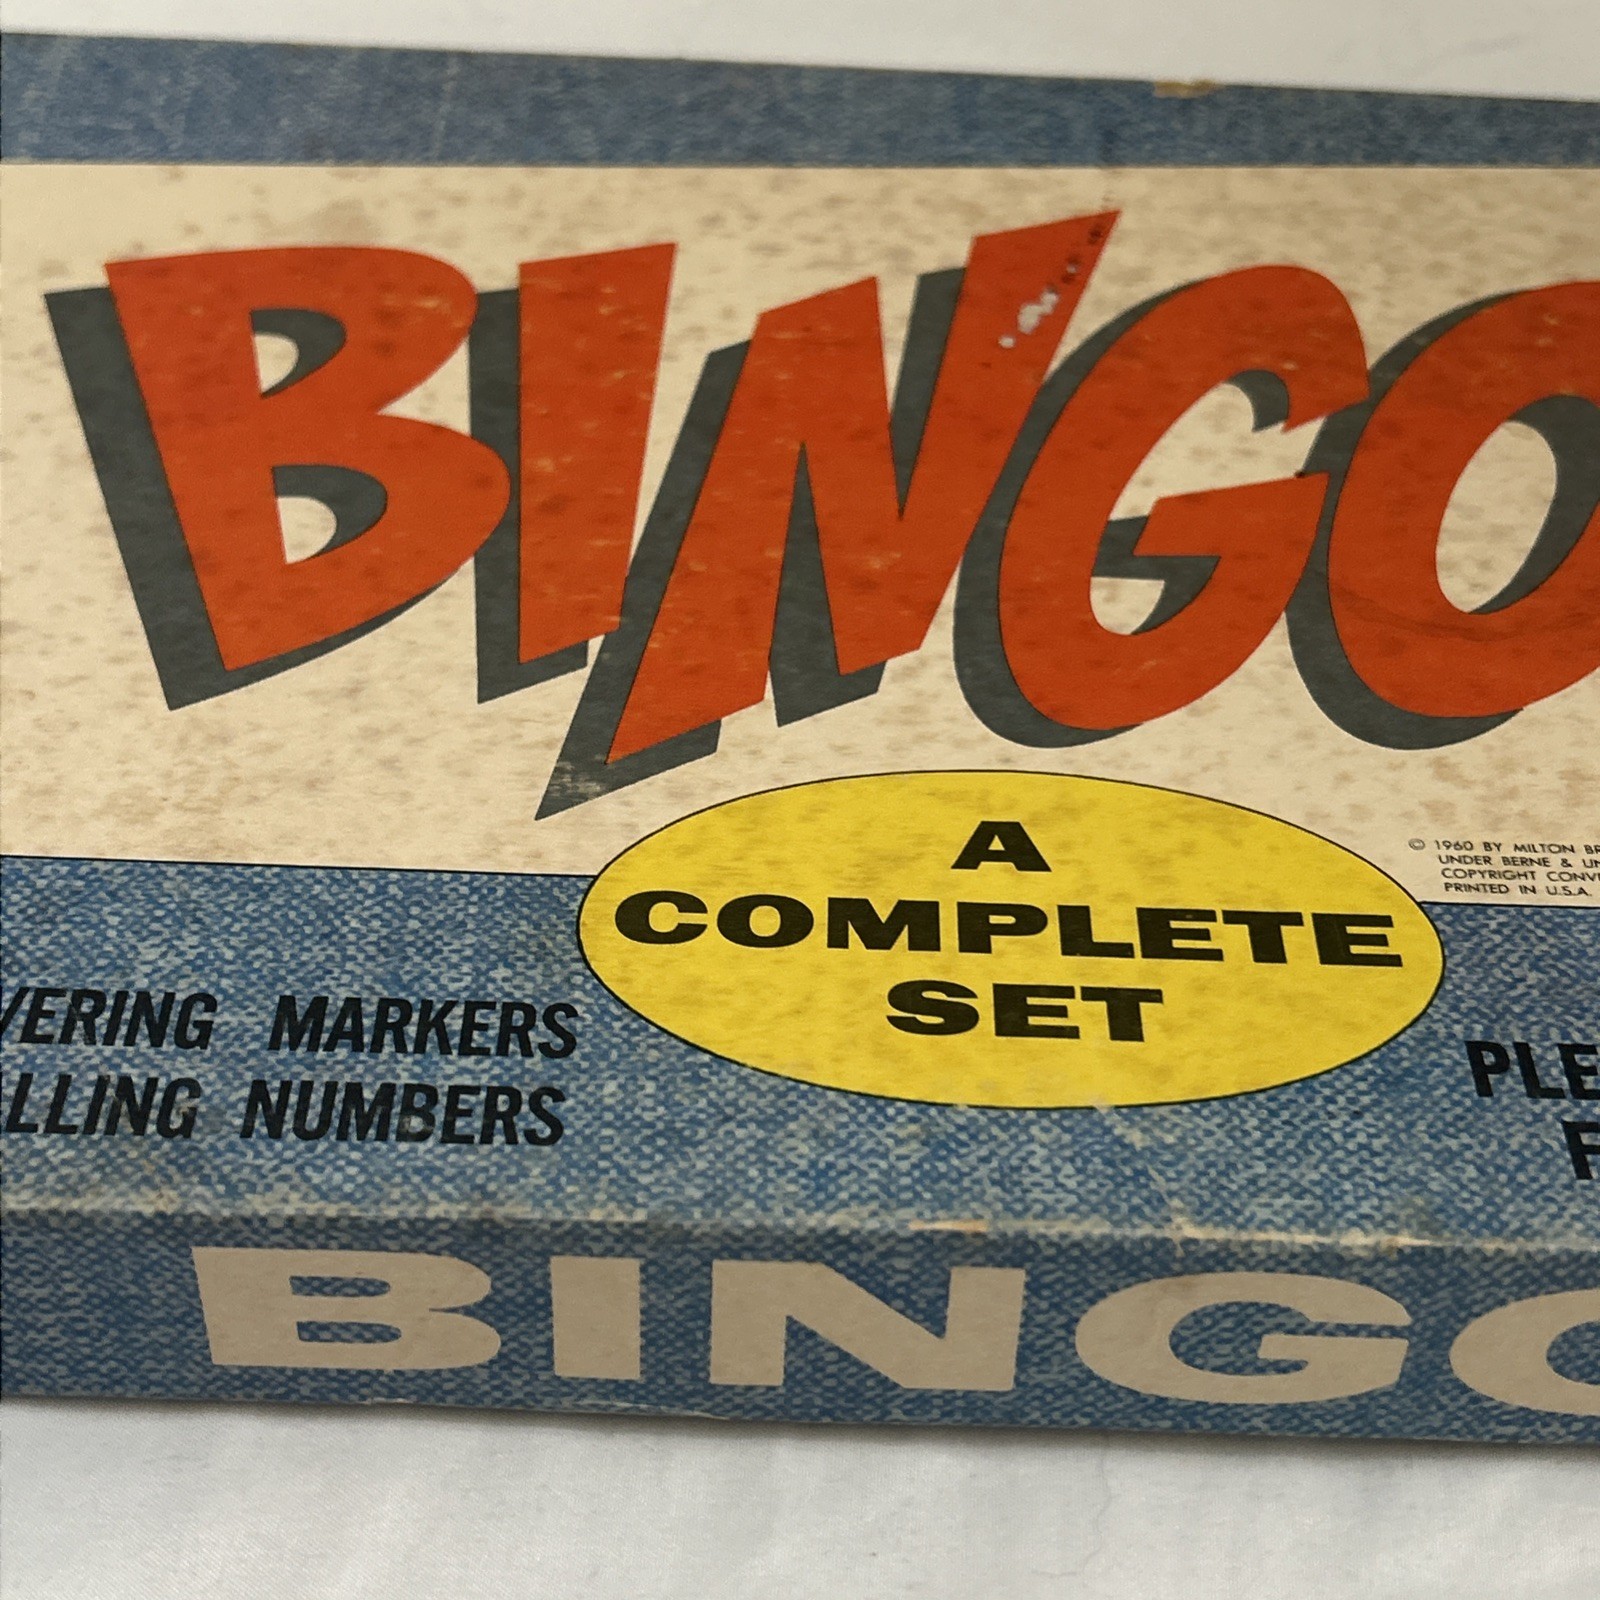 BINGO
A
COMPLETE
SET
© 1960 BY MILTON
UNDER BERNE &
COPYRIGHT
PRINTED IN U.S.A.
MARKERS
NUMBERS
BINGO